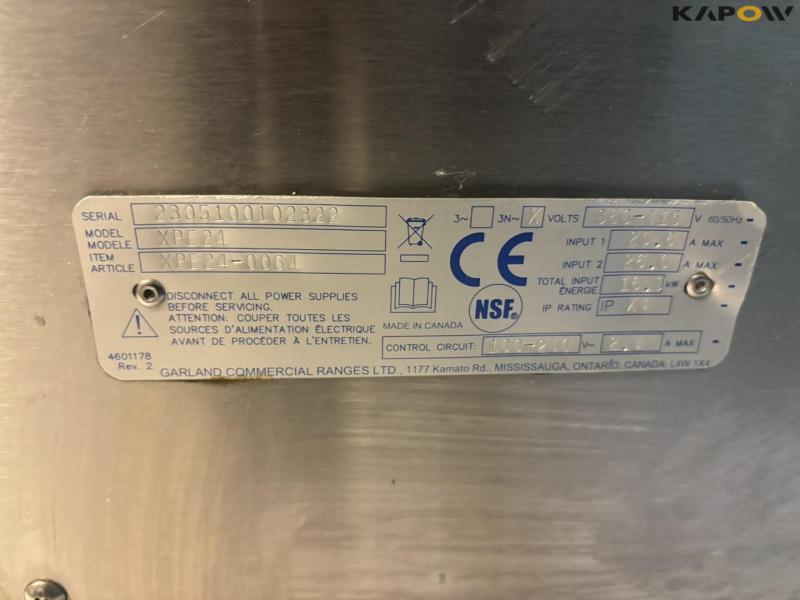 KAPOW
SERIAL 2305100102322
MODEL MODELE XPE24
ITEM ARTICLE XPE24-0064
3~ 3N~ X VOLTS 380-415 V 60/50Hz
INPUT 1 A MAX
INPUT 2 A MAX
TOTAL INPUT ÉNERGIE kW
IP RATING IP X4
CE
NSF®
MADE IN CANADA
DISCONNECT ALL POWER SUPPLIES
BEFORE SERVICING.
ATTENTION: COUPER TOUTES LES
SOURCES D'ALIMENTATION ÉLECTRIQUE
AVANT DE PROCÉDER À L'ENTRETIEN.
CONTROL CIRCUIT: V~ A MAX
4601178
Rev. 2
GARLAND COMMERCIAL RANGES LTD., 1177 Kamato Rd., MISSISSAUGA, ONTARIO, CANADA, L4W 1X4